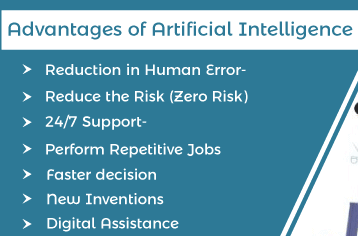 Advantages of Artificial Intelligence
Reduction in Human Error-
Reduce the Risk (Zero Risk)
24/7 Support-
Perform Repetitive Jobs
Faster decision
New Inventions
Digital Assistance